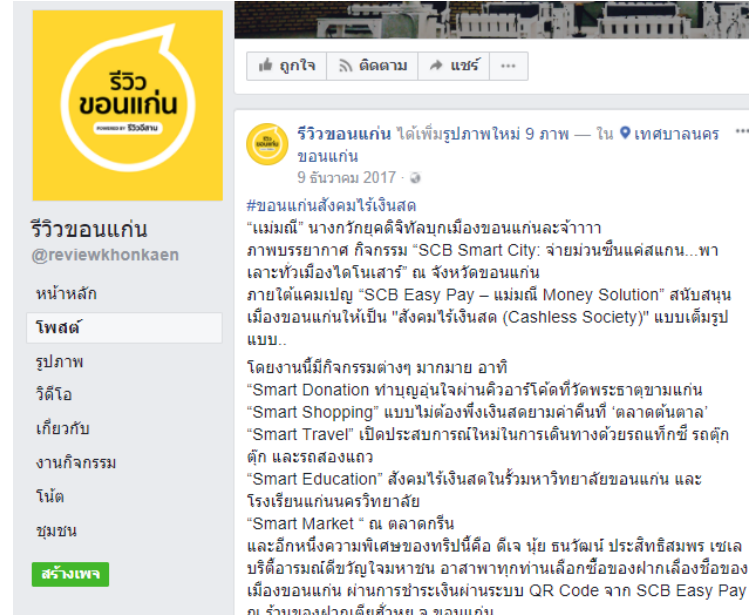 รีวิว
ขอนแก่น
POWERED BY รีวิวอีสาน
รีวิวขอนแก่น
@reviewkhonkaen
หน้าหลัก
โพสต์
รูปภาพ
วิดีโอ
เกี่ยวกับ
งานกิจกรรม
โน้ต
ชุมชน
สร้างเพจ
ถูกใจ ติดตาม แชร์ ...
รีวิวขอนแก่น ได้เพิ่มรูปภาพใหม่ 9 ภาพ — ใน เทศบาลนคร
ขอนแก่น
9 ธันวาคม 2017 ·
#ขอนแก่นสังคมไร้เงินสด
“แม่มณี” นางกวักยุคดิจิทัลบุกเมืองขอนแก่นละจ้าาาา
ภาพบรรยากาศ กิจกรรม “SCB Smart City: จ่ายม่วนซื่นแค่สแกน...พา
เลาะทั่วเมืองไดโนเสาร์” ณ จังหวัดขอนแก่น
ภายใต้แคมเปญ “SCB Easy Pay – แม่มณี Money Solution” สนับสนุน
เมืองขอนแก่นให้เป็น "สังคมไร้เงินสด (Cashless Society)" แบบเต็มรูป
แบบ..
โดยงานนี้มีกิจกรรมต่างๆ มากมาย อาทิ
“Smart Donation ทำบุญอุ่นใจผ่านคิวอาร์โค้ดที่วัดพระธาตุขามแก่น
“Smart Shopping” แบบไม่ต้องพึ่งเงินสดยามค่ำคืนที่ ‘ตลาดต้นตาล’
“Smart Travel” เปิดประสบการณ์ใหม่ในการเดินทางด้วยรถแท็กซี่ รถตุ๊ก
ตุ๊ก และรถสองแถว
“Smart Education” สังคมไร้เงินสดในรั้วมหาวิทยาลัยขอนแก่น และ
โรงเรียนแก่นนครวิทยาลัย
“Smart Market “ ณ ตลาดกรีน
และอีกหนึ่งความพิเศษของทริปนี้คือ ดีเจ นุ้ย ธนวัฒน์ ประสิทธิสมพร เซเล
บริตี้อารมณ์ดีขวัญใจมหาชน อาสาพาทุกท่านเลือกซื้อของฝากเลื่องชื่อของ
เมืองขอนแก่น ผ่านการชำระเงินผ่านระบบ QR Code จาก SCB Easy Pay
ณ ร้านของฝากเตียฮั่วหย จ.ขอนแก่น